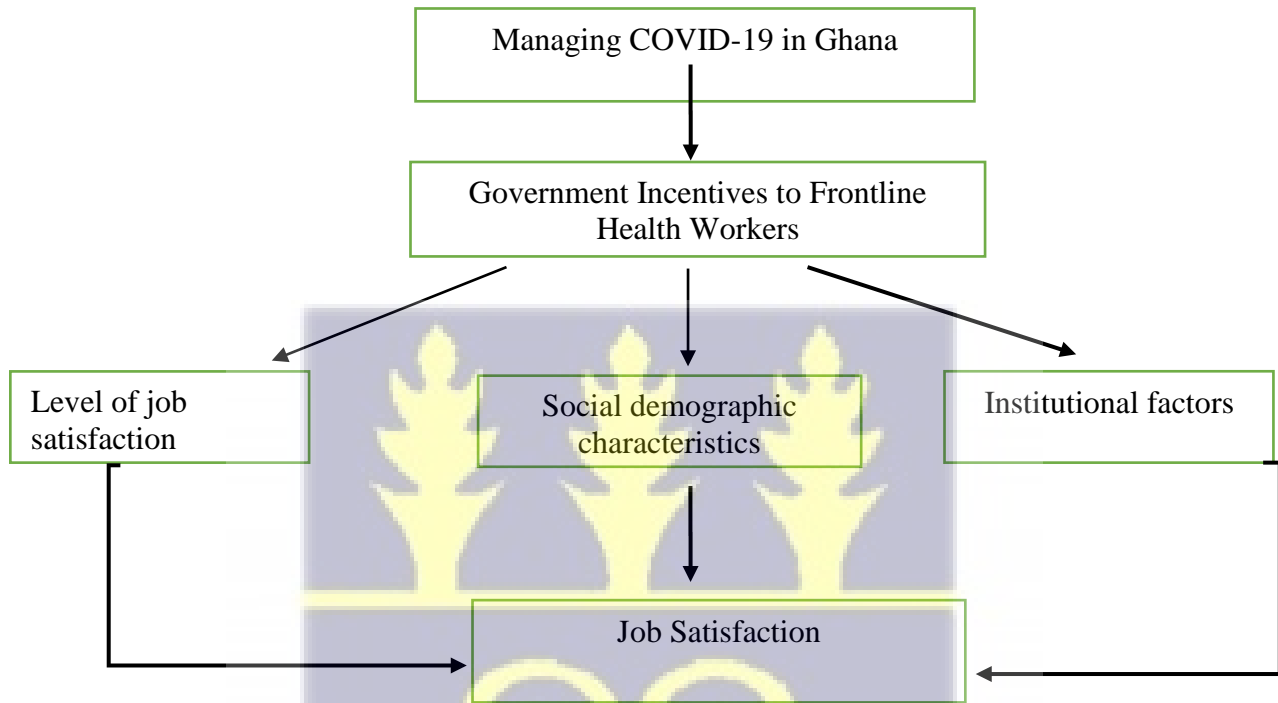 Managing COVID-19 in Ghana
Government Incentives to Frontline
Health Workers
Level of job
satisfaction
Social demographic
characteristics
Institutional factors
Job Satisfaction